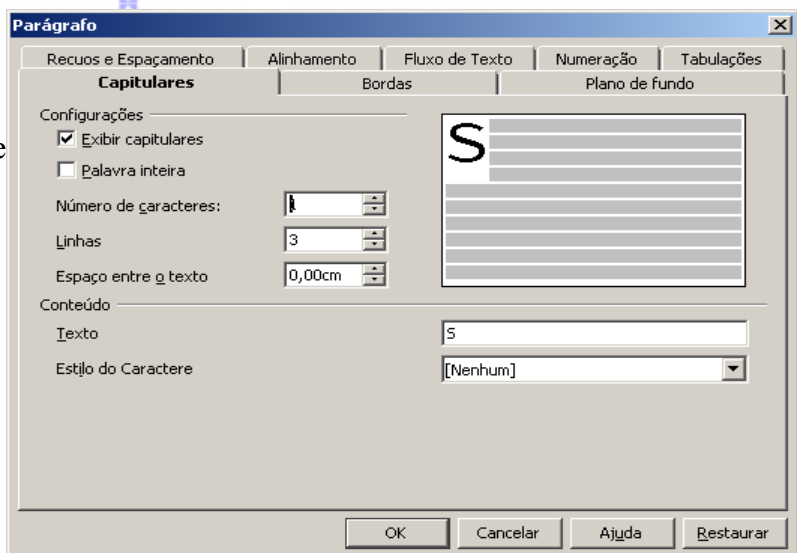 Parágrafo
Recuos e Espaçamento Alinhamento Fluxo de Texto Numeração Tabulações
Capitulares Bordas Plano de fundo
Configurações
e
Exibir capitulares
Palavra inteira
Número de caracteres: 1
Linhas 3
Espaço entre o texto 0,00cm
S
Conteúdo
Texto S
Estilo do Caractere [Nenhum]
OK Cancelar Ajuda Restaurar